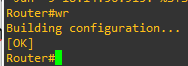 Router#wr
Building configuration...
[OK]
Router#